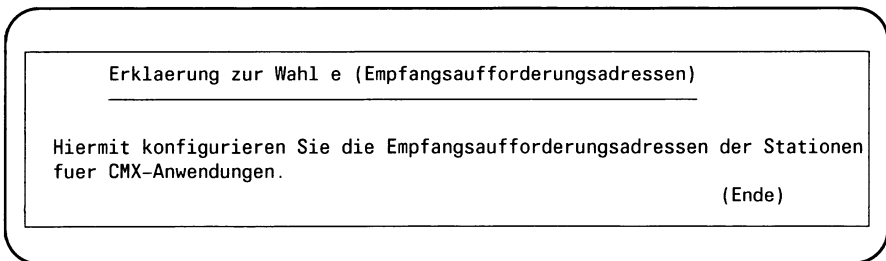 Erklaerung zur Wahl e (Empfangsaufforderungsadressen)
Hiermit konfigurieren Sie die Empfangsaufforderungsadressen der Stationen
fuer CMX-Anwendungen.
(Ende)